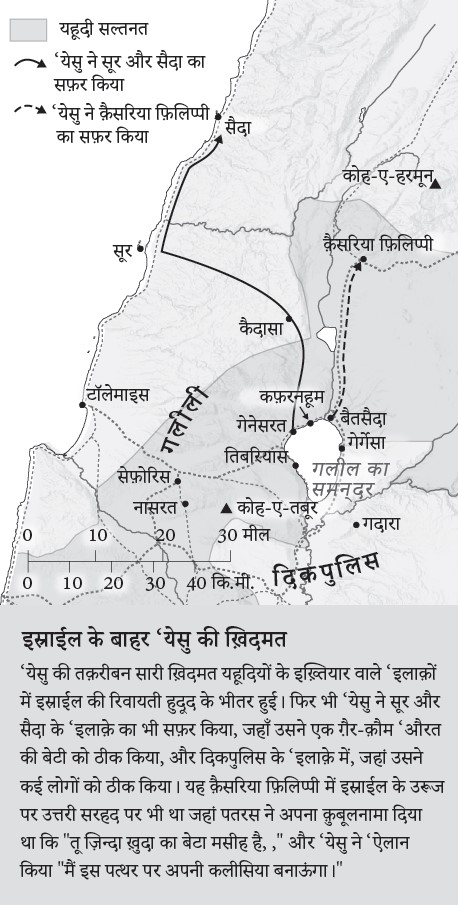 यहूदी सल्तनत
‘येसु ने सूर और सैदा का
सफ़र किया
‘येसु ने क़ैसरिया फ़िलिप्पी
का सफ़र किया
सैदा
कोह-ए-हरमून
सूर
क़ैसरिया फ़िलिप्पी
कैदासा
टॉलेमाइस
गलीली
कफ़रनहूम
गेनेसरत
बैतसैदा
गेर्गेसा
तिबरियास
गलील का
समनदर
सेफ़ोरिस
नासरत
कोह-ए-तबूर
गदारा
0 10 20 30 मील
0 10 20 30 40 कि.मी.
दिकपुलिस
इस्राईल के बाहर ‘येसु की ख़िदमत
‘येसु की तक़रीबन सारी ख़िदमत यहूदियों के इख़्तियार वाले ‘इलाक़ों
में इस्राईल की रिवायती हुदूद के भीतर हुई। फिर भी ‘येसु ने सूर और
सैदा के ‘इलाक़े का भी सफ़र किया, जहाँ उसने एक ग़ैर-क़ौम ‘औरत
की बेटी को ठीक किया, और दिकपुलिस के ‘इलाक़े में, जहां उसने
कई लोगों को ठीक किया। यह क़ैसरिया फ़िलिप्पी में इस्राईल के उरूज
पर उत्तरी सरहद पर भी था जहां पतरस ने अपना क़ुबूलनामा दिया
था कि "तू ज़िन्दा ख़ुदा का बेटा मसीह है, ," और ‘येसु ने ‘ऐलान
किया "मैं इस पत्थर पर अपनी कलीसिया बनाऊंगा।"